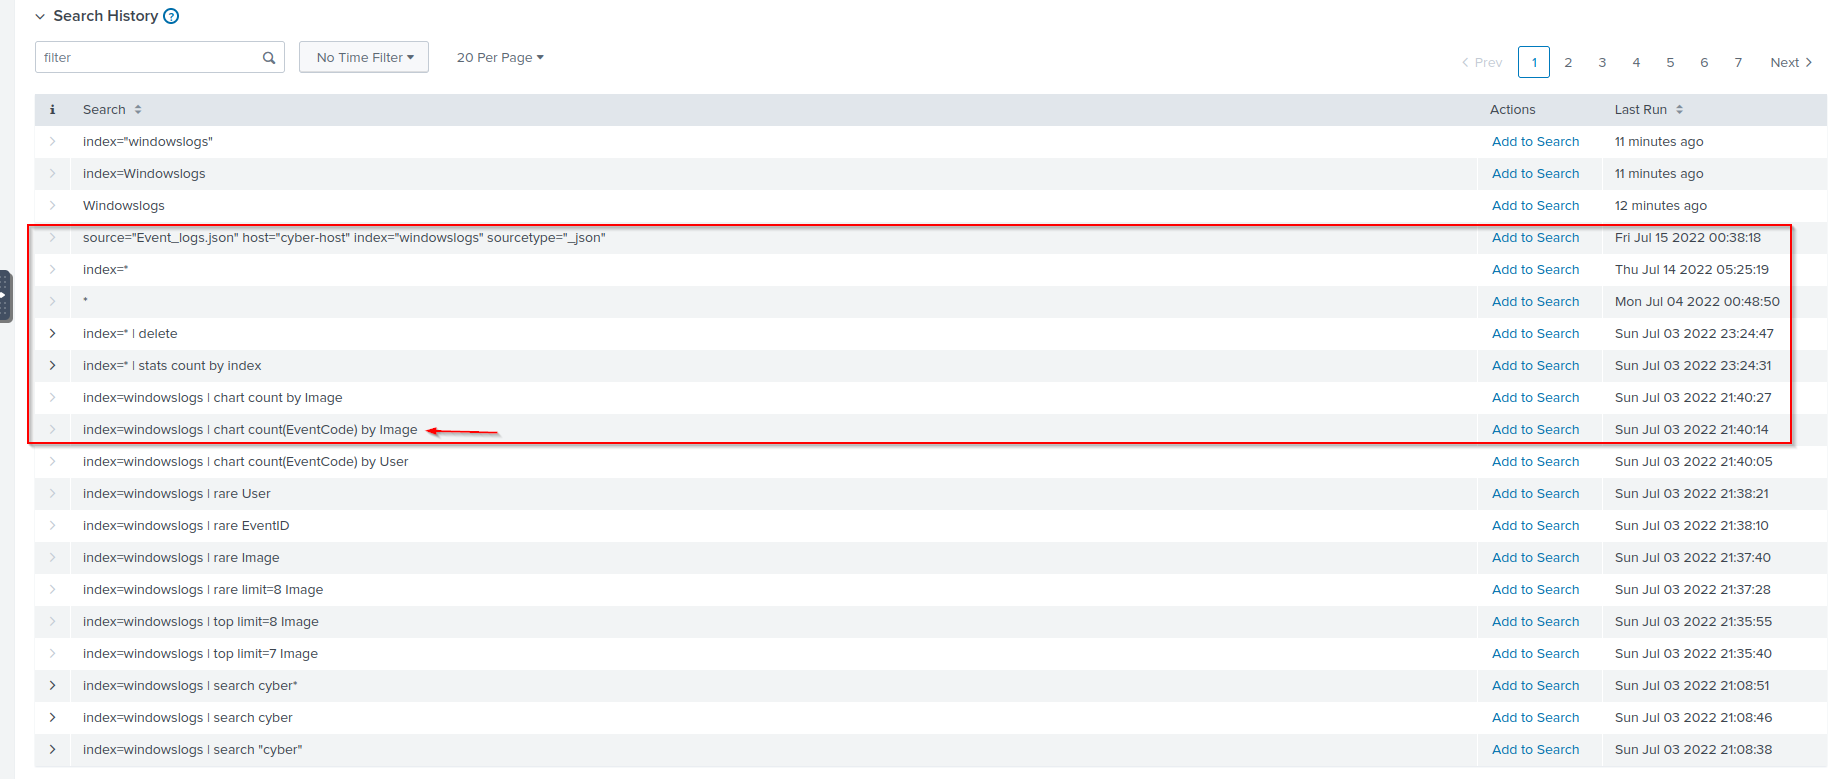 Search History ?
filter No Time Filter 20 Per Page Prev 1 2 3 4 5 6 7 Next
i Search Actions Last Run
index="windowslogs" Add to Search 11 minutes ago
index=Windowslogs Add to Search 11 minutes ago
Windowslogs Add to Search 12 minutes ago
source="Event_logs.json" host="cyber-host" index="windowslogs" sourcetype="_json" Add to Search Fri Jul 15 2022 00:38:18
index=* Add to Search Thu Jul 14 2022 05:25:19
* Add to Search Mon Jul 04 2022 00:48:50
index=* | delete Add to Search Sun Jul 03 2022 23:24:47
index=* | stats count by index Add to Search Sun Jul 03 2022 23:24:31
index=windowslogs | chart count by Image Add to Search Sun Jul 03 2022 21:40:27
index=windowslogs | chart count(EventCode) by Image Add to Search Sun Jul 03 2022 21:40:14
index=windowslogs | chart count(EventCode) by User Add to Search Sun Jul 03 2022 21:40:05
index=windowslogs | rare User Add to Search Sun Jul 03 2022 21:38:21
index=windowslogs | rare EventID Add to Search Sun Jul 03 2022 21:38:10
index=windowslogs | rare Image Add to Search Sun Jul 03 2022 21:37:40
index=windowslogs | rare limit=8 Image Add to Search Sun Jul 03 2022 21:37:28
index=windowslogs | top limit=8 Image Add to Search Sun Jul 03 2022 21:35:55
index=windowslogs | top limit=7 Image Add to Search Sun Jul 03 2022 21:35:40
index=windowslogs | search cyber* Add to Search Sun Jul 03 2022 21:08:51
index=windowslogs | search cyber Add to Search Sun Jul 03 2022 21:08:46
index=windowslogs | search "cyber" Add to Search Sun Jul 03 2022 21:08:38